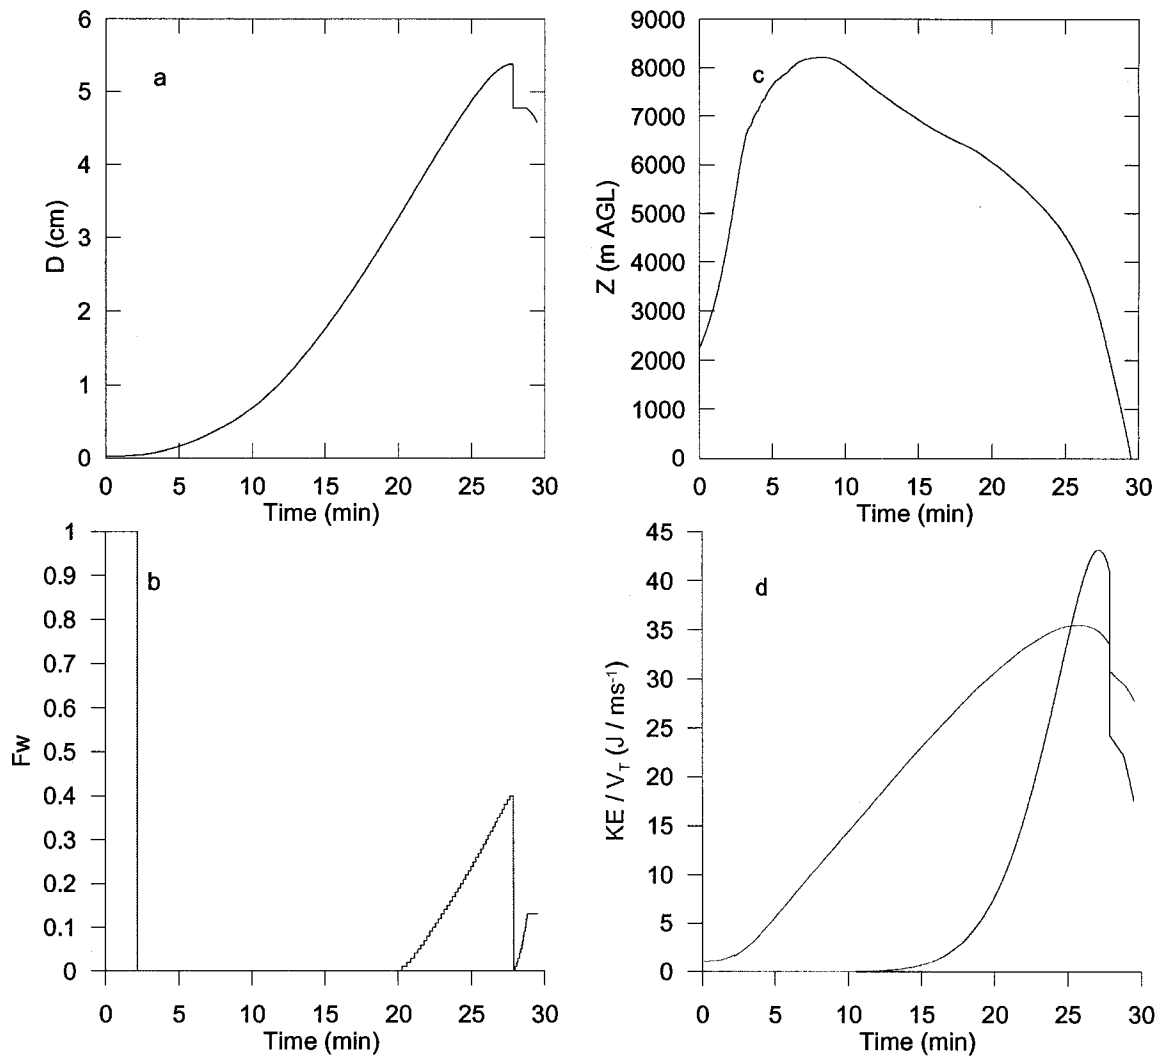 6
5
4
3
2
1
0
D (cm)
a
0 5 10 15 20 25 30
Time (min)
9000
8000
7000
6000
5000
4000
3000
2000
1000
0
Z (m AGL)
c
0 5 10 15 20 25 30
Time (min)
1
0.9
0.8
0.7
0.6
0.5
0.4
0.3
0.2
0.1
0
Fw
b
0 5 10 15 20 25 30
Time (min)
45
40
35
30
25
20
15
10
5
0
KE / V_T (J / ms⁻¹)
d
0 5 10 15 20 25 30
Time (min)